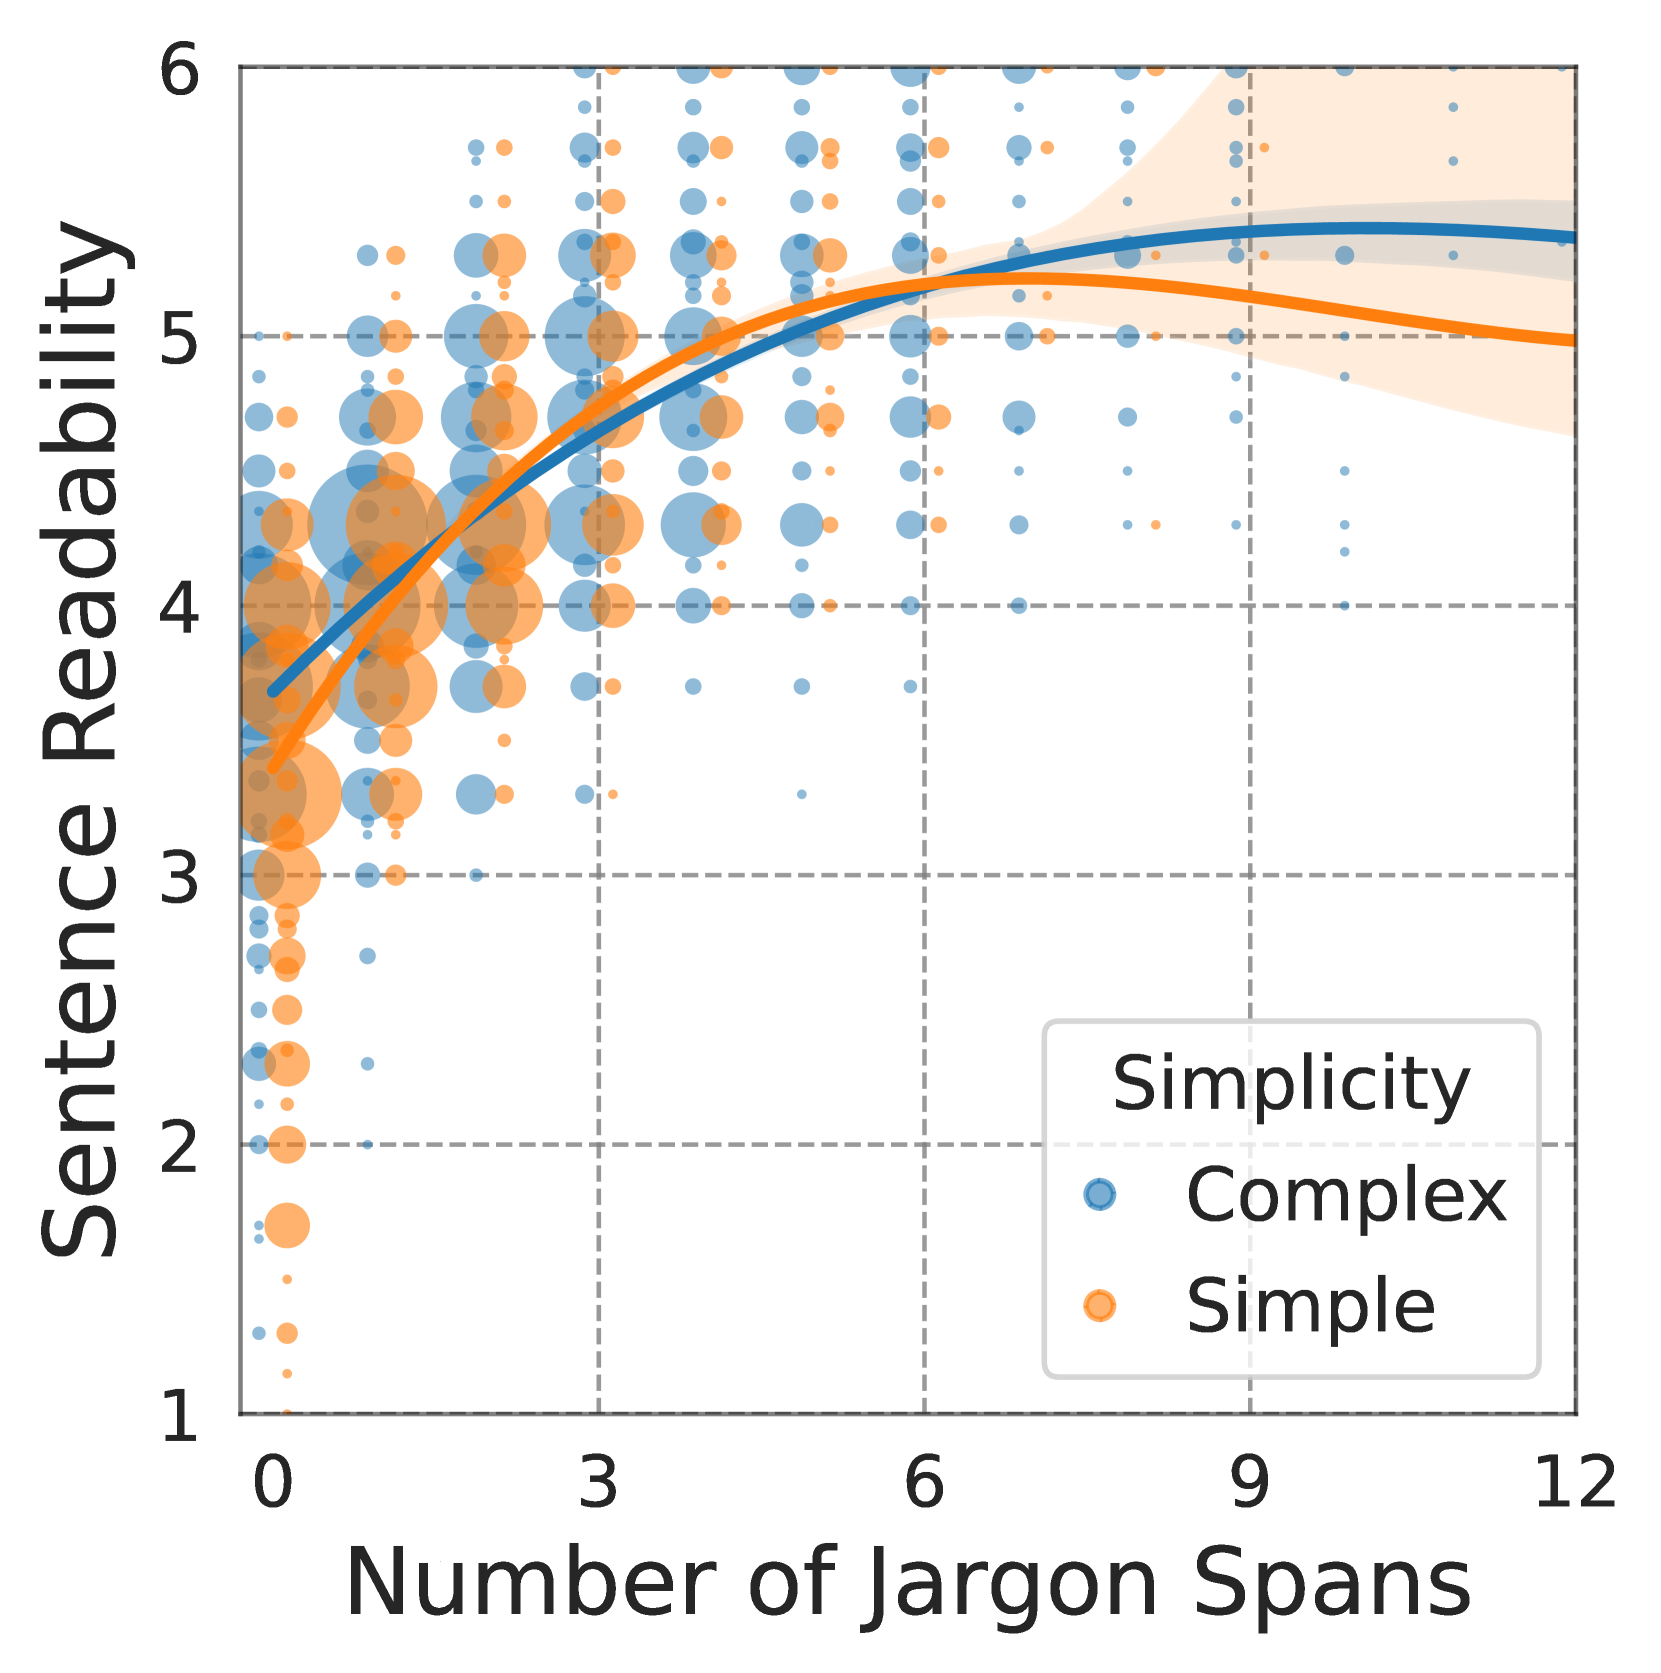 Sentence Readability
6
5
4
3
2
1
0 3 6 9 12
Number of Jargon Spans
Simplicity
Complex
Simple